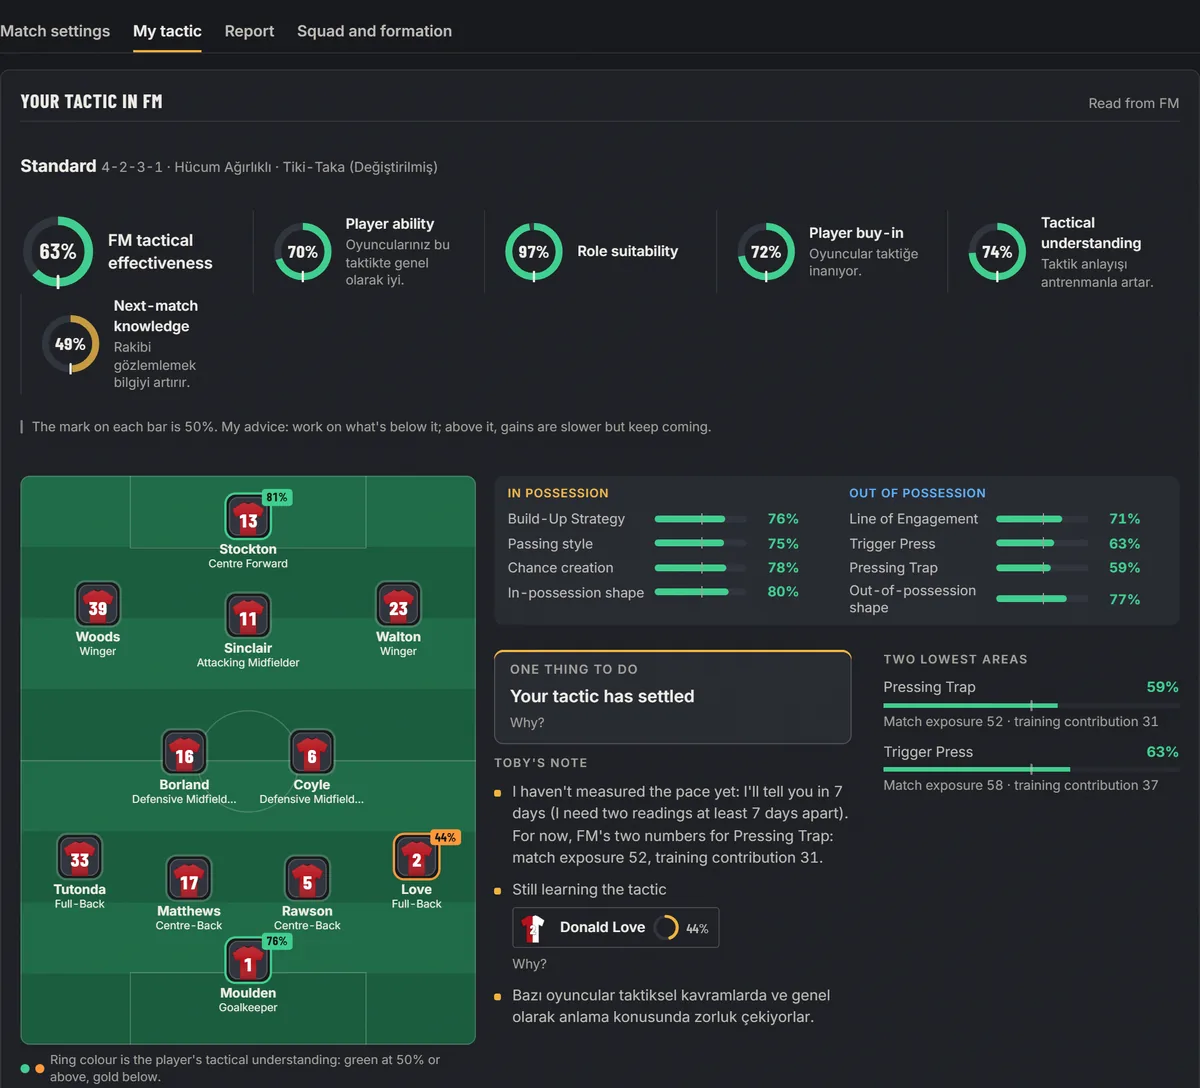 Match settings
My tactic
Report
Squad and formation
YOUR TACTIC IN FM
Read from FM
Standard 4-2-3-1 · Hücum Ağırlıklı · Tiki-Taka (Değiştirilmiş)
63%
FM tactical
effectiveness
70%
Player ability
Oyuncularınız bu
taktikte genel
olarak iyi.
97%
Role suitability
72%
Player buy-in
Oyuncular taktiğe
inanıyor.
74%
Tactical
understanding
Taktik anlayışı
antrenmanla artar.
49%
Next-match
knowledge
Rakibi
gözlemlemek
bilgiyi artırır.
The mark on each bar is 50%. My advice: work on what's below it; above it, gains are slower but keep coming.
81%
13
Stockton
Centre Forward
39
Woods
Winger
11
Sinclair
Attacking Midfielder
23
Walton
Winger
16
Borland
Defensive Midfield...
6
Coyle
Defensive Midfield...
33
Tutonda
Full-Back
17
Matthews
Centre-Back
5
Rawson
Centre-Back
44%
2
Love
Full-Back
76%
1
Moulden
Goalkeeper
Ring colour is the player's tactical understanding: green at 50% or
above, gold below.
IN POSSESSION
Build-Up Strategy 76%
Passing style 75%
Chance creation 78%
In-possession shape 80%
OUT OF POSSESSION
Line of Engagement 71%
Trigger Press 63%
Pressing Trap 59%
Out-of-possession
shape 77%
ONE THING TO DO
Your tactic has settled
Why?
TOBY'S NOTE
I haven't measured the pace yet: I'll tell you in 7
days (I need two readings at least 7 days apart).
For now, FM's two numbers for Pressing Trap:
match exposure 52, training contribution 31.
Still learning the tactic
2
Donald Love 44%
Why?
Bazı oyuncular taktiksel kavramlarda ve genel
olarak anlama konusunda zorluk çekiyorlar.
TWO LOWEST AREAS
Pressing Trap 59%
Match exposure 52 · training contribution 31
Trigger Press 63%
Match exposure 58 · training contribution 37